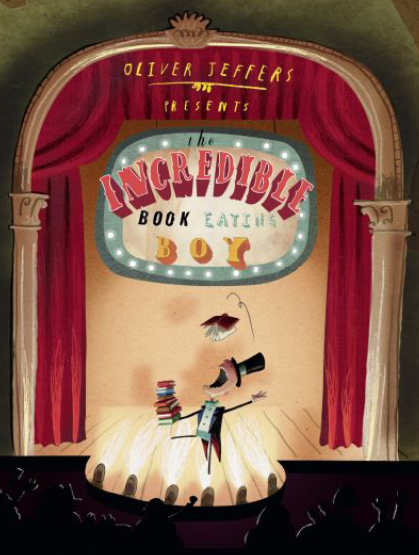 OLIVER JEFFERS
PRESENTS
the
INCREDIBLE
BOOK EATING
BOY